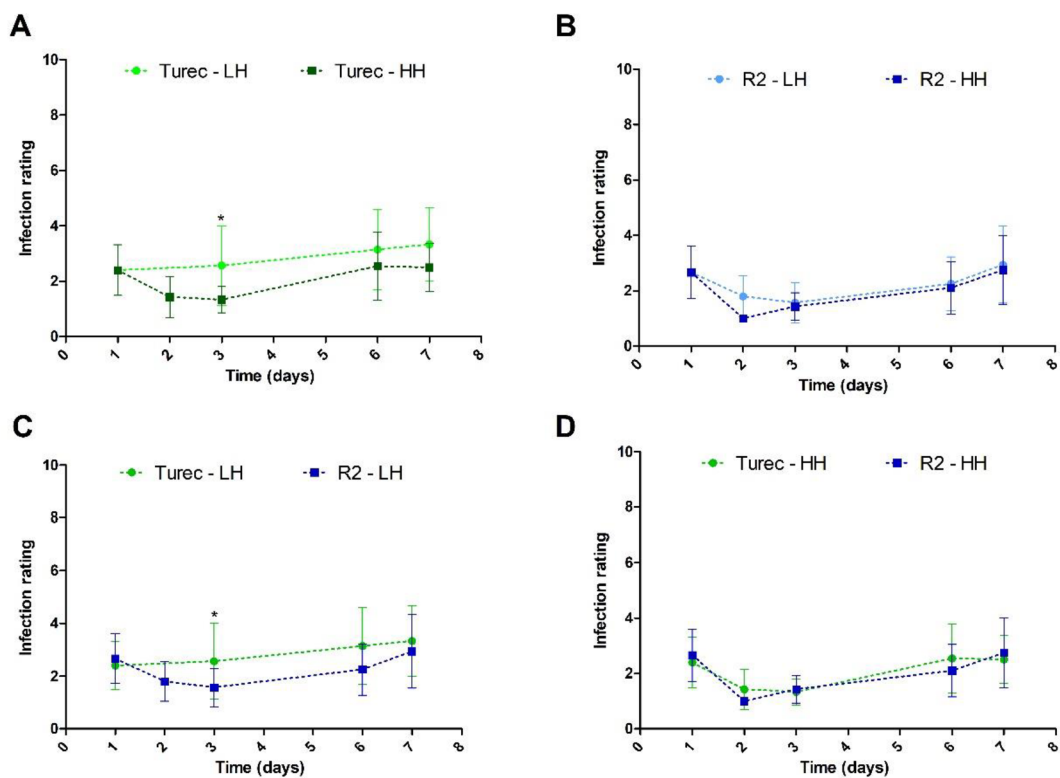 A
Turec - LH
Turec - HH
Infection rating
10
8
6
4
2
0
*
0 1 2 3 4 5 6 7 8
Time (days)
B
R2 - LH
R2 - HH
Infection rating
10
8
6
4
2
0
0 1 2 3 4 5 6 7 8
Time (days)
C
Turec - LH
R2 - LH
Infection rating
10
8
6
4
2
0
*
0 1 2 3 4 5 6 7 8
Time (days)
D
Turec - HH
R2 - HH
Infection rating
10
8
6
4
2
0
0 1 2 3 4 5 6 7 8
Time (days)